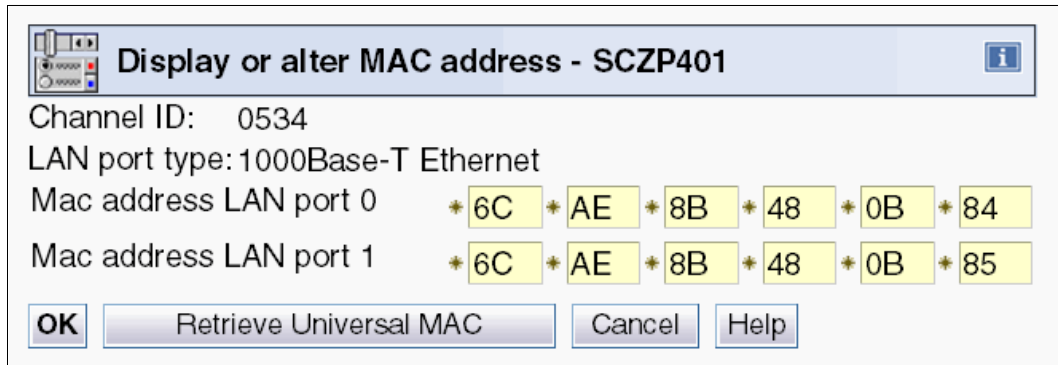 Display or alter MAC address - SCZP401
Channel ID: 0534
LAN port type: 1000Base-T Ethernet
Mac address LAN port 0 * 6C * AE * 8B * 48 * 0B * 84
Mac address LAN port 1 * 6C * AE * 8B * 48 * 0B * 85
OK Retrieve Universal MAC Cancel Help